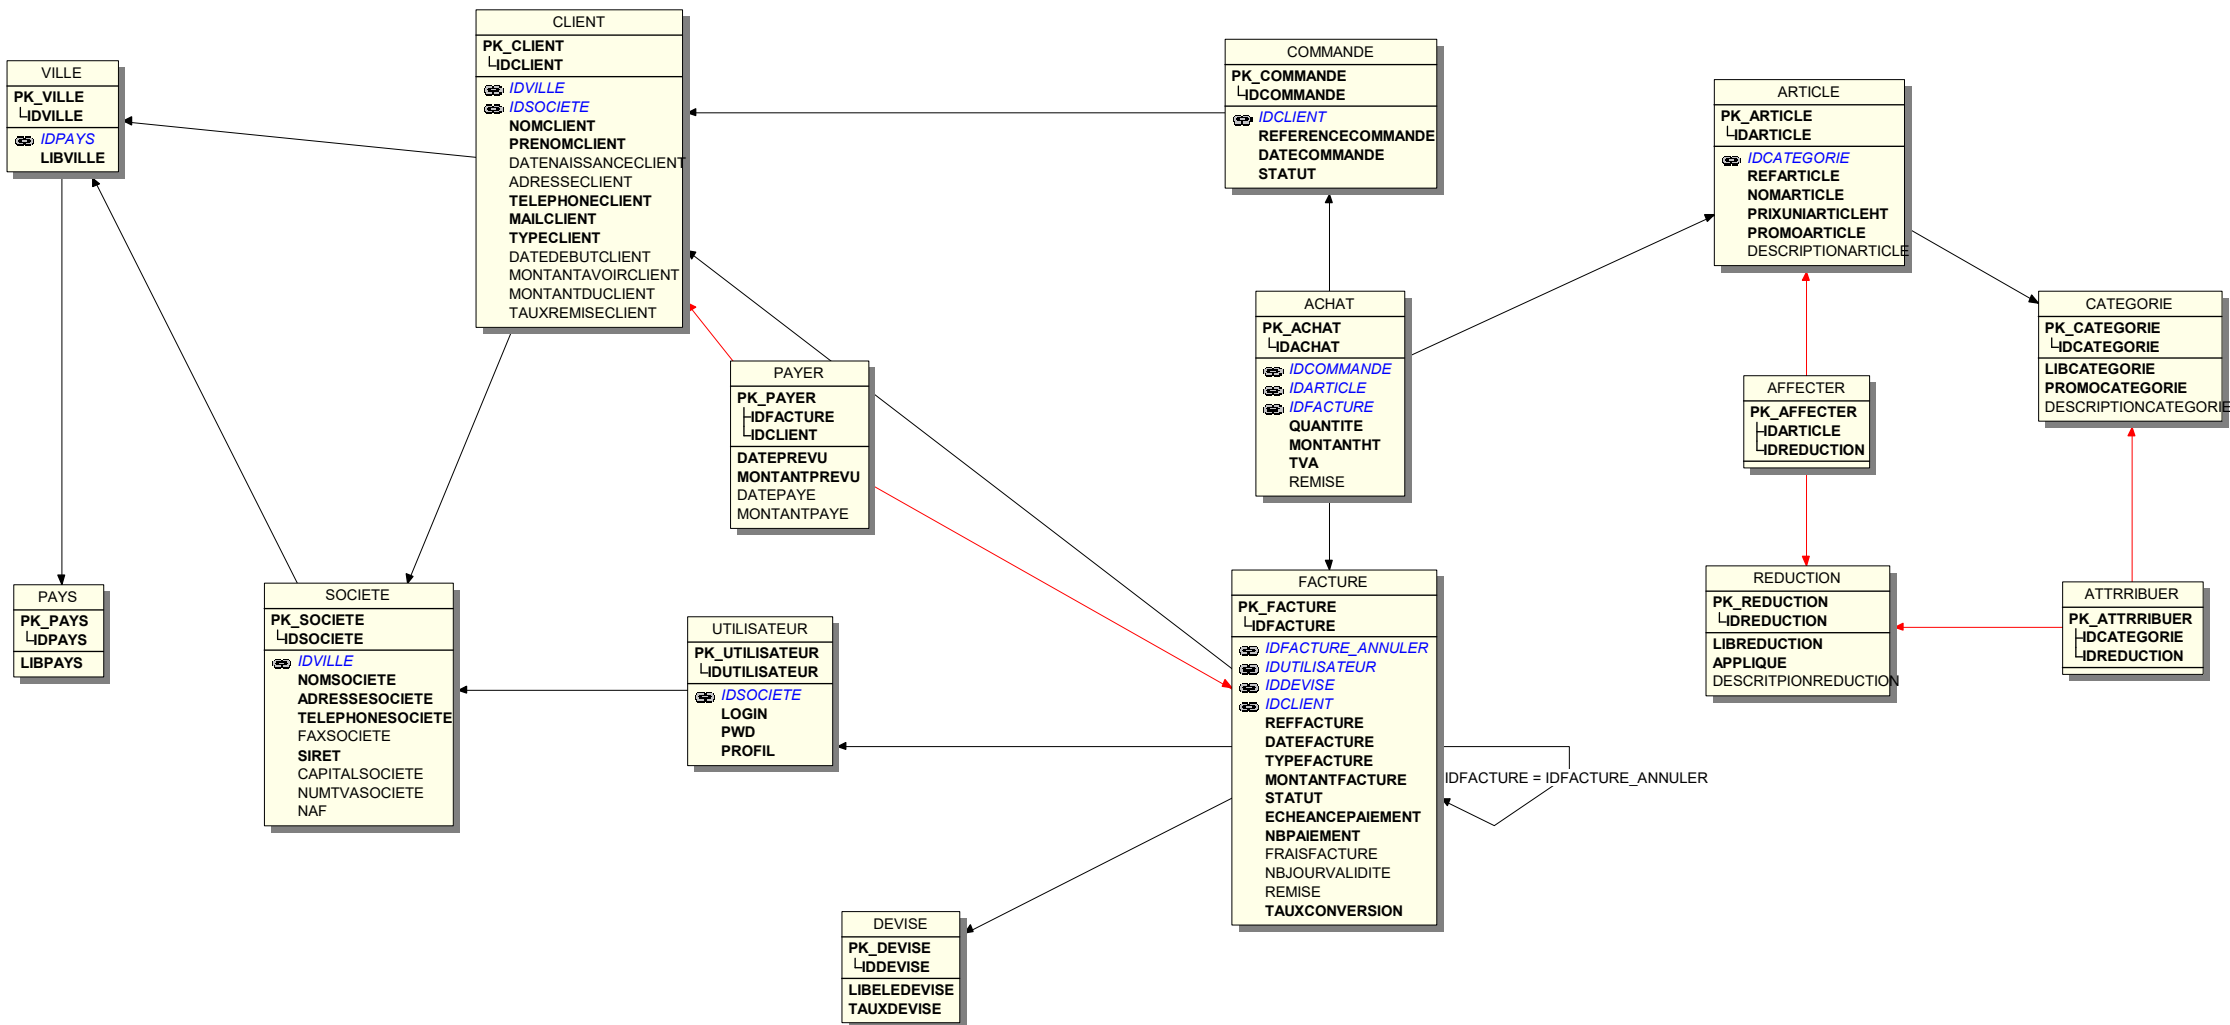 CLIENT
PK_CLIENT
IDCLIENT
IDVILLE
IDSOCIETE
NOMCLIENT
PRENOMCLIENT
DATENAISSANCECLIENT
ADRESSECLIENT
TELEPHONECLIENT
MAILCLIENT
TYPECLIENT
DATEDEBUTCLIENT
MONTANTAVOIRCLIENT
MONTANTDUCLIENT
TAUXREMISECLIENT
COMMANDE
PK_COMMANDE
IDCOMMANDE
IDCLIENT
REFERENCECOMMANDE
DATECOMMANDE
STATUT
VILLE
PK_VILLE
IDVILLE
IDPAYS
LIBVILLE
ARTICLE
PK_ARTICLE
IDARTICLE
IDCATEGORIE
REFARTICLE
NOMARTICLE
PRIXUNIARTICLEHT
PROMOARTICLE
DESCRIPTIONARTICLE
ACHAT
PK_ACHAT
IDACHAT
IDCOMMANDE
IDARTICLE
IDFACTURE
QUANTITE
MONTANTHT
TVA
REMISE
CATEGORIE
PK_CATEGORIE
IDCATEGORIE
LIBCATEGORIE
PROMOCATEGORIE
DESCRIPTIONCATEGORIE
PAYER
PK_PAYER
IDFACTURE
IDCLIENT
DATEPREVU
MONTANTPREVU
DATEPAYE
MONTANTPAYE
AFFECTER
PK_AFFECTER
IDARTICLE
IDREDUCTION
PAYS
PK_PAYS
IDPAYS
LIBPAYS
SOCIETE
PK_SOCIETE
IDSOCIETE
IDVILLE
NOMSOCIETE
ADRESSESOCIETE
TELEPHONESOCIETE
FAXSOCIETE
SIRET
CAPITALSOCIETE
NUMTVASOCIETE
NAF
UTILISATEUR
PK_UTILISATEUR
IDUTILISATEUR
IDSOCIETE
LOGIN
PWD
PROFIL
FACTURE
PK_FACTURE
IDFACTURE
IDFACTURE_ANNULER
IDUTILISATEUR
IDDEVISE
IDCLIENT
REFFACTURE
DATEFACTURE
TYPEFACTURE
MONTANTFACTURE
STATUT
ECHEANCEPAIEMENT
NBPAIEMENT
FRAISFACTURE
NBJOURVALIDITE
REMISE
TAUXCONVERSION
IDFACTURE = IDFACTURE_ANNULER
REDUCTION
PK_REDUCTION
IDREDUCTION
LIBREDUCTION
APPLIQUE
DESCRITPIONREDUCTION
ATTRRIBUER
PK_ATTRRIBUER
IDCATEGORIE
IDREDUCTION
DEVISE
PK_DEVISE
IDDEVISE
LIBELEDEVISE
TAUXDEVISE